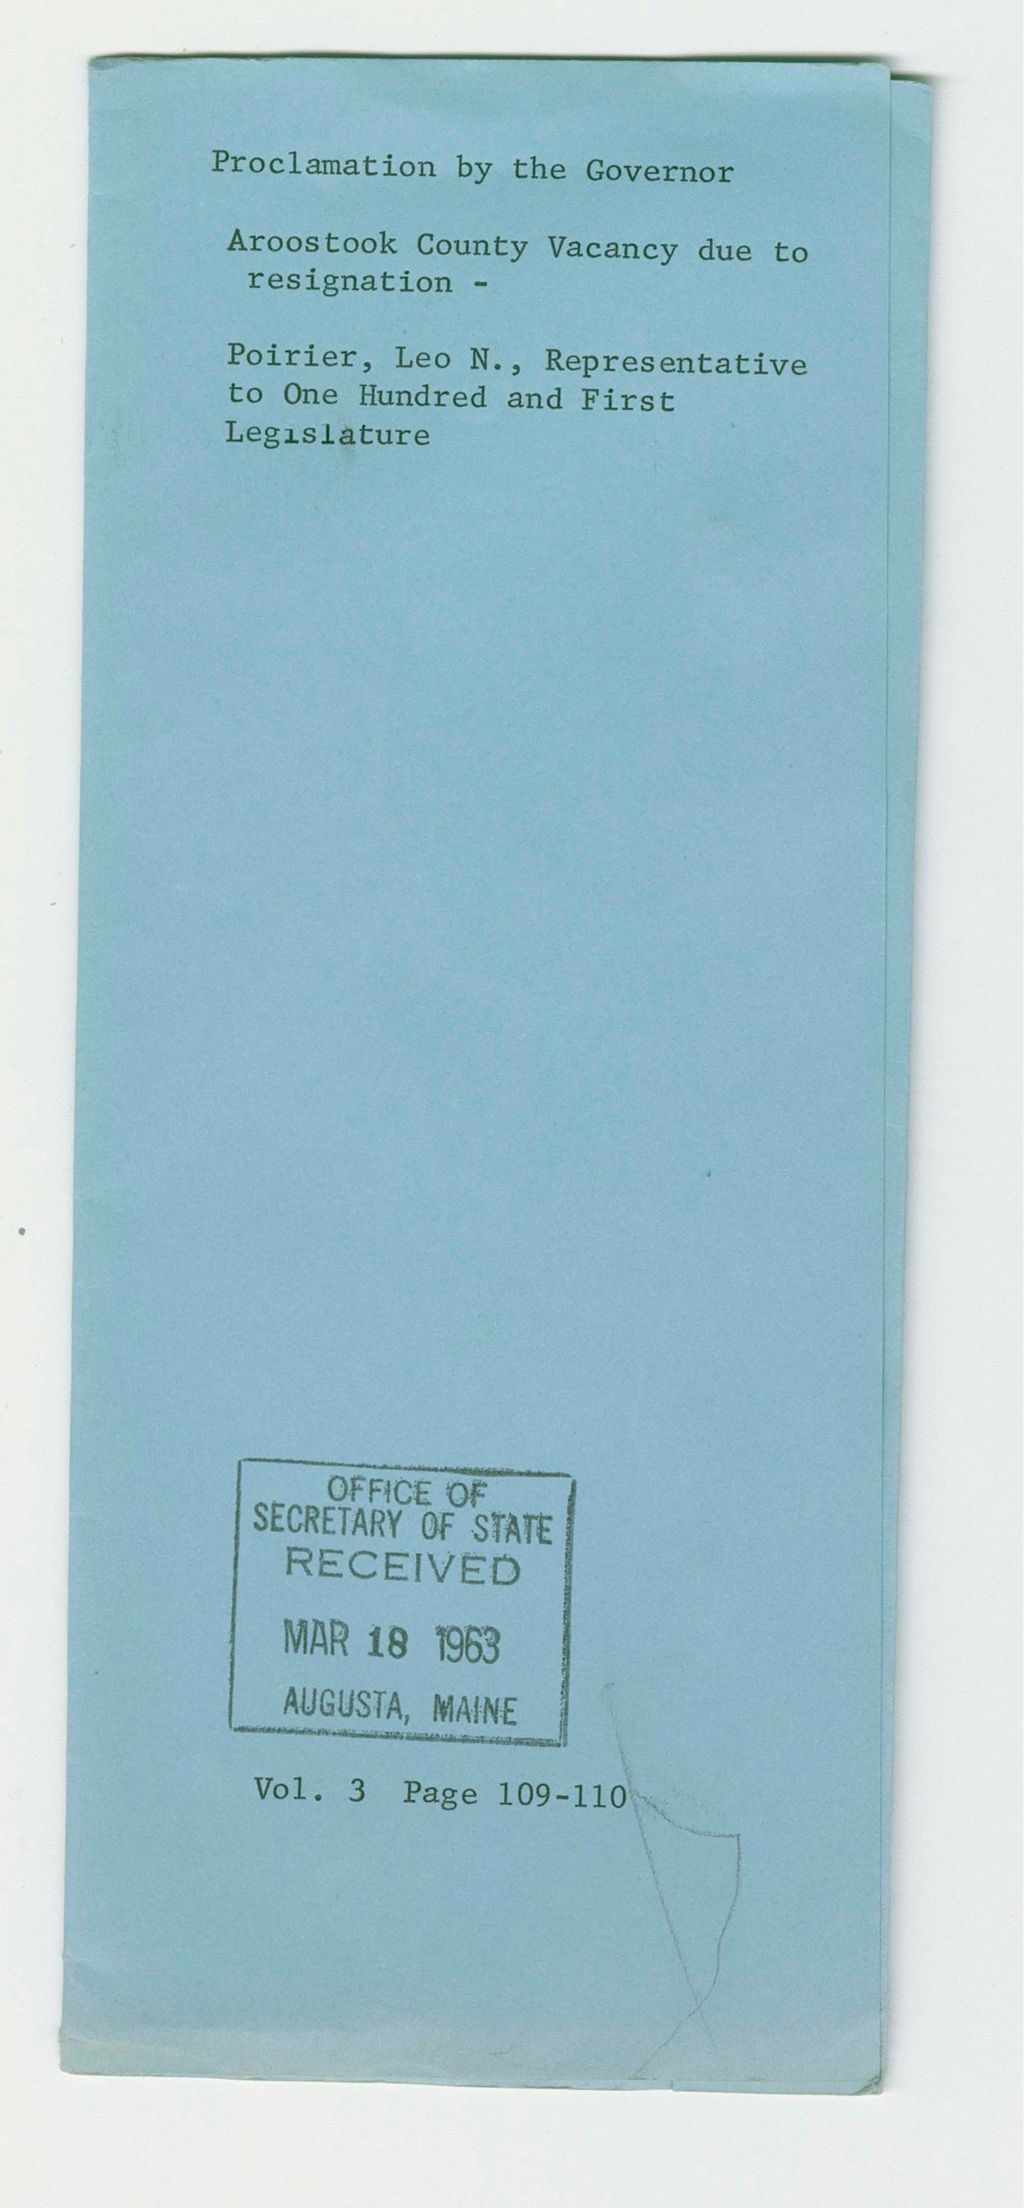 Proclamation by the Governor
Aroostook County Vacancy due to
resignation -
Poirier, Leo N., Representative
to One Hundred and First
Legislature
OFFICE OF
SECRETARY OF STATE
RECEIVED
MAR 18 1963
AUGUSTA, MAINE
Vol. 3 Page 109-110